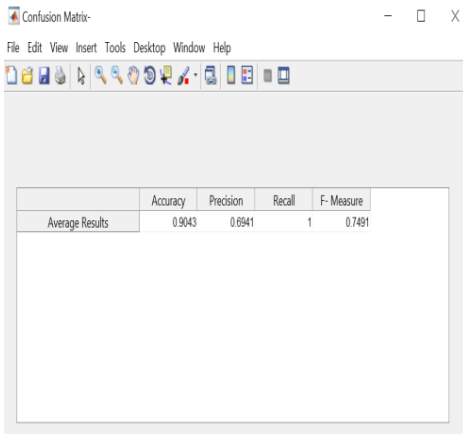 Confusion Matrix-
File Edit View Insert Tools Desktop Window Help
Accuracy Precision Recall F- Measure
Average Results 0.9043 0.6941 1 0.7491